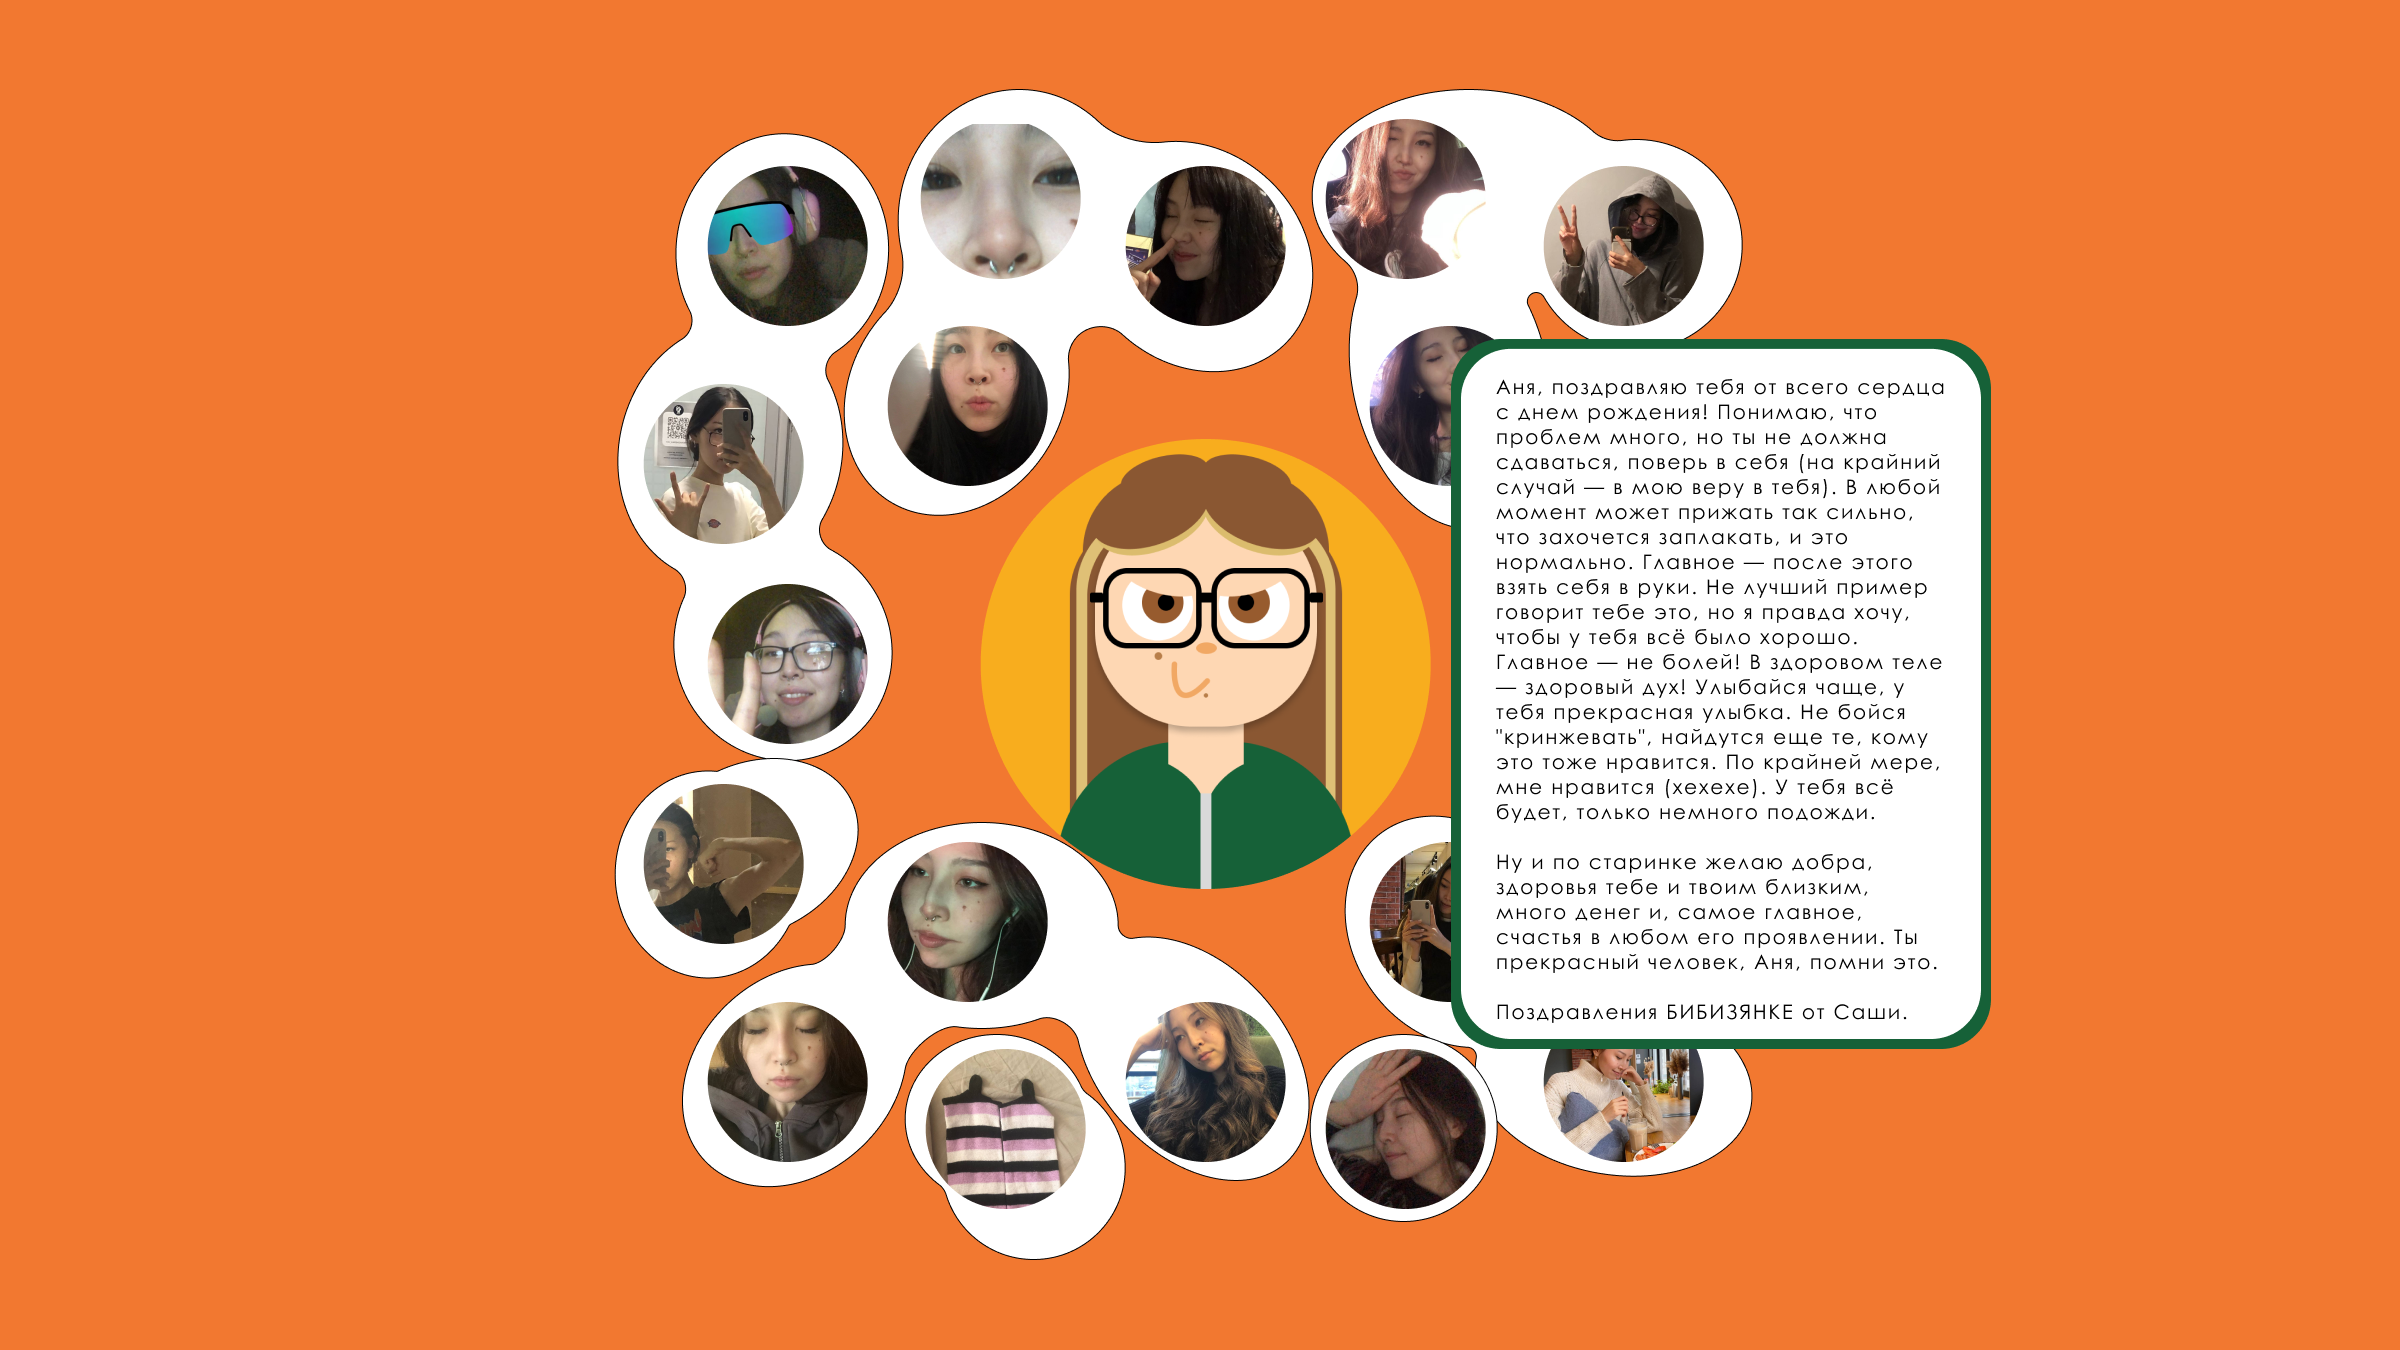 Аня, поздравляю тебя от всего сердца
с днем рождения! Понимаю, что
проблем много, но ты не должна
сдаваться, поверь в себя (на крайний
случай — в мою веру в тебя). В любой
момент может прижать так сильно,
что захочется заплакать, и это
нормально. Главное — после этого
взять себя в руки. Не лучший пример
говорит тебе это, но я правда хочу,
чтобы у тебя всё было хорошо.
Главное — не болей! В здоровом теле
— здоровый дух! Улыбайся чаще, у
тебя прекрасная улыбка. Не бойся
"кринжевать", найдутся еще те, кому
это тоже нравится. По крайней мере,
мне нравится (хехехе). У тебя всё
будет, только немного подожди.
Ну и по старинке желаю добра,
здоровья тебе и твоим близким,
много денег и, самое главное,
счастья в любом его проявлении. Ты
прекрасный человек, Аня, помни это.
Поздравления БИБИЗЯНКЕ от Саши.